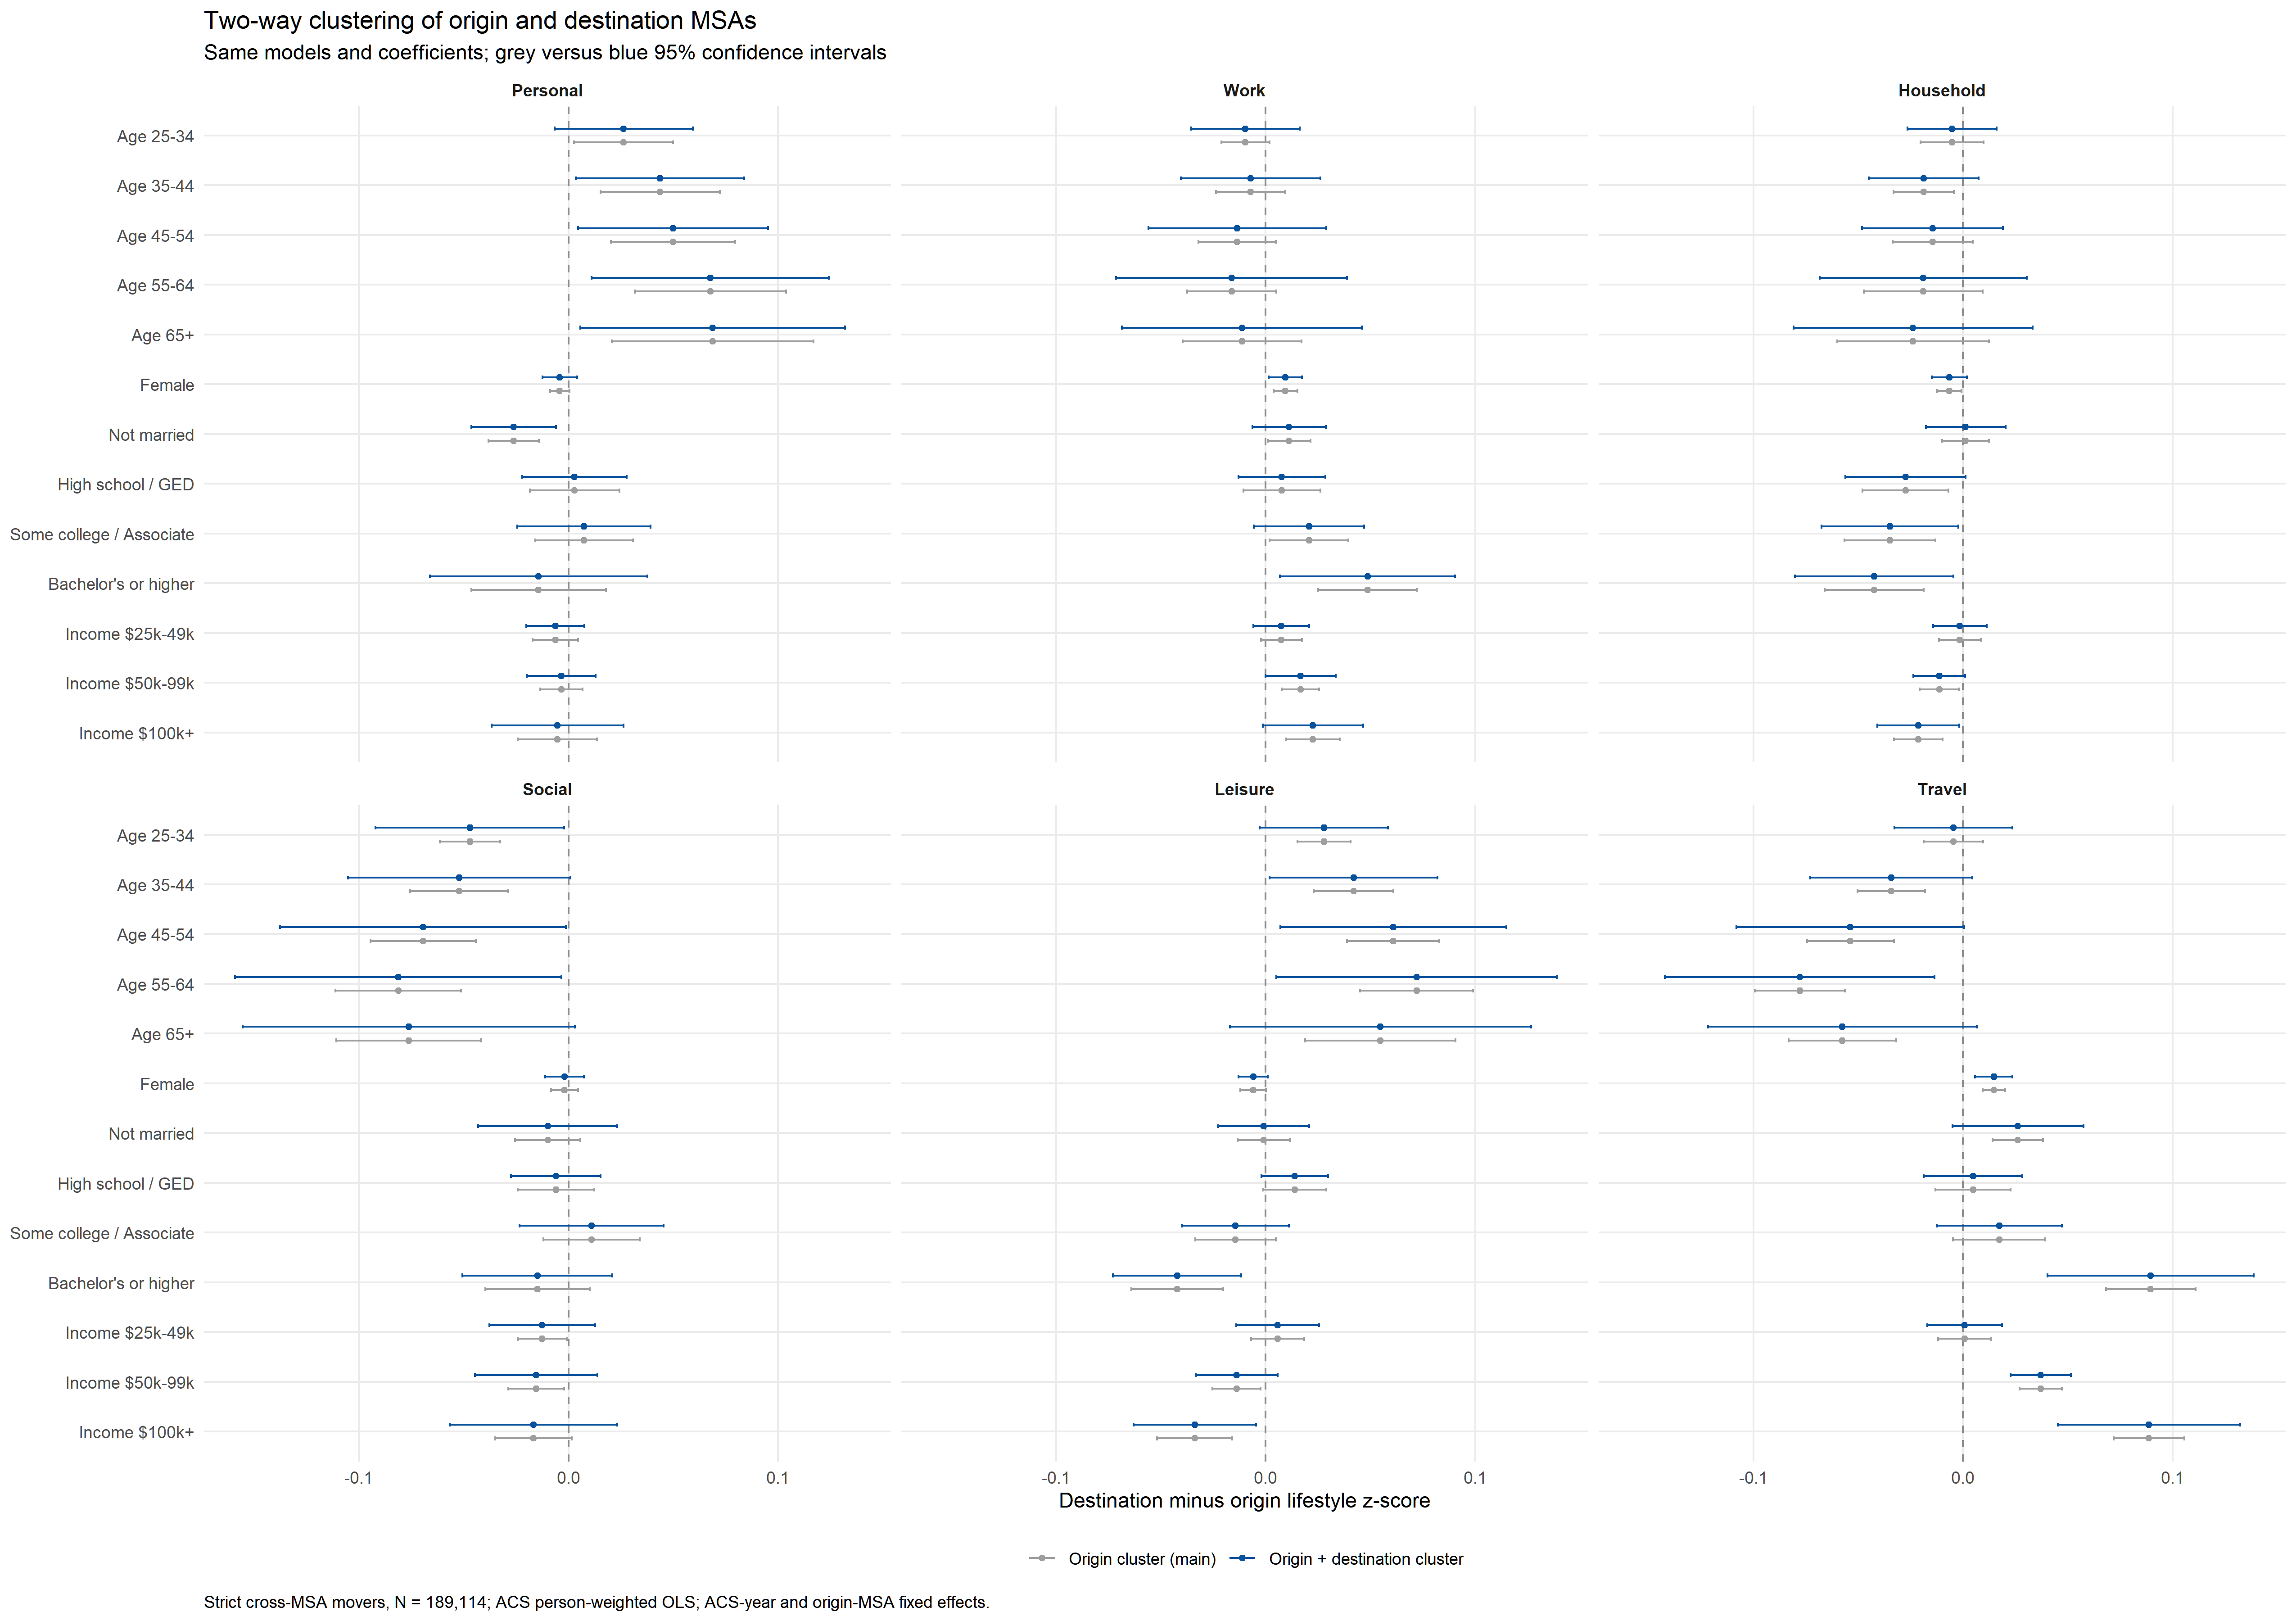 Two-way clustering of origin and destination MSAs
Same models and coefficients; grey versus blue 95% confidence intervals
Personal
Work
Household
Age 25-34
Age 35-44
Age 45-54
Age 55-64
Age 65+
Female
Not married
High school / GED
Some college / Associate
Bachelor's or higher
Income $25k-49k
Income $50k-99k
Income $100k+
Social
Leisure
Travel
Age 25-34
Age 35-44
Age 45-54
Age 55-64
Age 65+
Female
Not married
High school / GED
Some college / Associate
Bachelor's or higher
Income $25k-49k
Income $50k-99k
Income $100k+
-0.1 0.0 0.1 -0.1 0.0 0.1 -0.1 0.0 0.1
Destination minus origin lifestyle z-score
Origin cluster (main) Origin + destination cluster
Strict cross-MSA movers, N = 189,114; ACS person-weighted OLS; ACS-year and origin-MSA fixed effects.